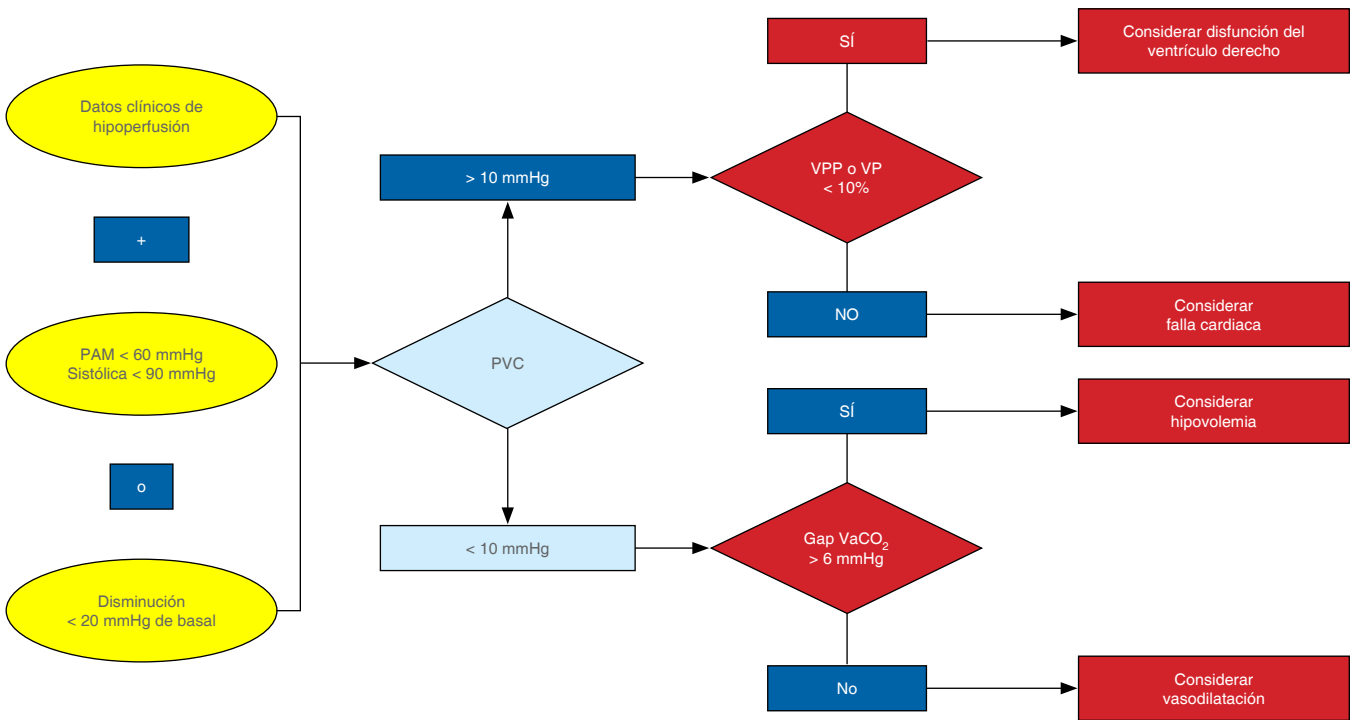 Datos clínicos de
hipoperfusión
+
PAM < 60 mmHg
Sistólica < 90 mmHg
o
Disminución
< 20 mmHg de basal
PVC
> 10 mmHg
< 10 mmHg
VPP o VP
< 10%
SÍ
Considerar disfunción del
ventrículo derecho
NO
Considerar
falla cardiaca
Gap VaCO₂
> 6 mmHg
SÍ
Considerar
hipovolemia
No
Considerar
vasodilatación